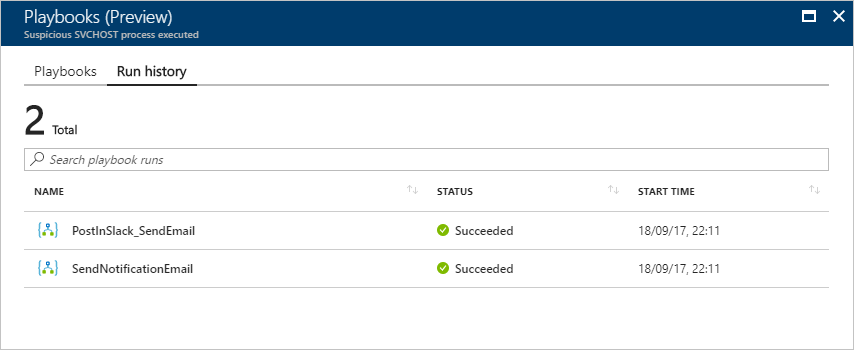 Playbooks (Preview)
Suspicious SVCHOST process executed
Playbooks Run history
2 Total
Search playbook runs
NAME STATUS START TIME
PostInSlack_SendEmail Succeeded 18/09/17, 22:11
SendNotificationEmail Succeeded 18/09/17, 22:11